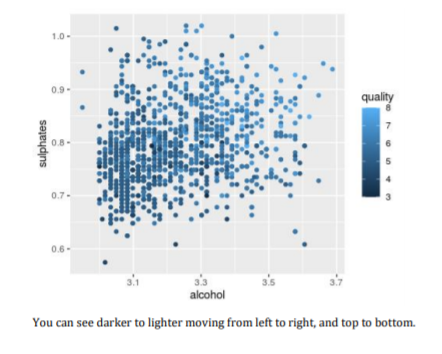 1.0
0.9
0.8
0.7
0.6
sulphates
3.1 3.3 3.5 3.7
alcohol
quality
8
7
6
5
4
3
You can see darker to lighter moving from left to right, and top to bottom.